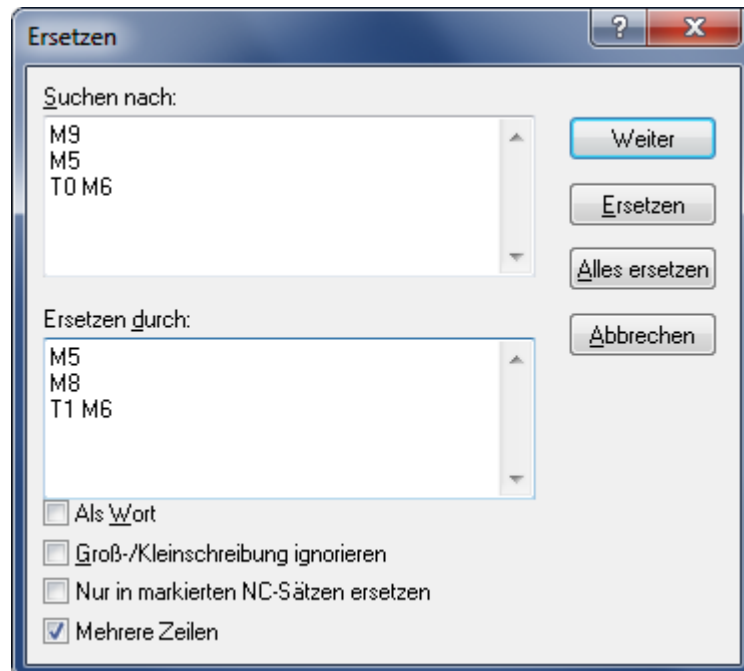 Ersetzen
?
X
Suchen nach:
M9
M5
T0 M6
Weiter
Ersetzen
Alles ersetzen
Ersetzen durch:
Abbrechen
M5
M8
T1 M6
Als Wort
Groß-/Kleinschreibung ignorieren
Nur in markierten NC-Sätzen ersetzen
Mehrere Zeilen